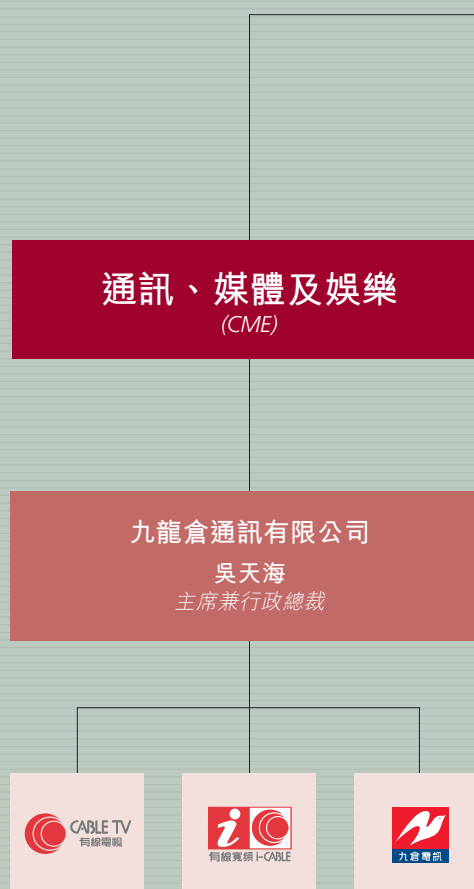 通訊、媒體及娛樂
(CME)
九龍倉通訊有限公司
吳天海
主席兼行政總裁
CABLE TV
有線電視
有線寬頻 i-CABLE
九倉電訊